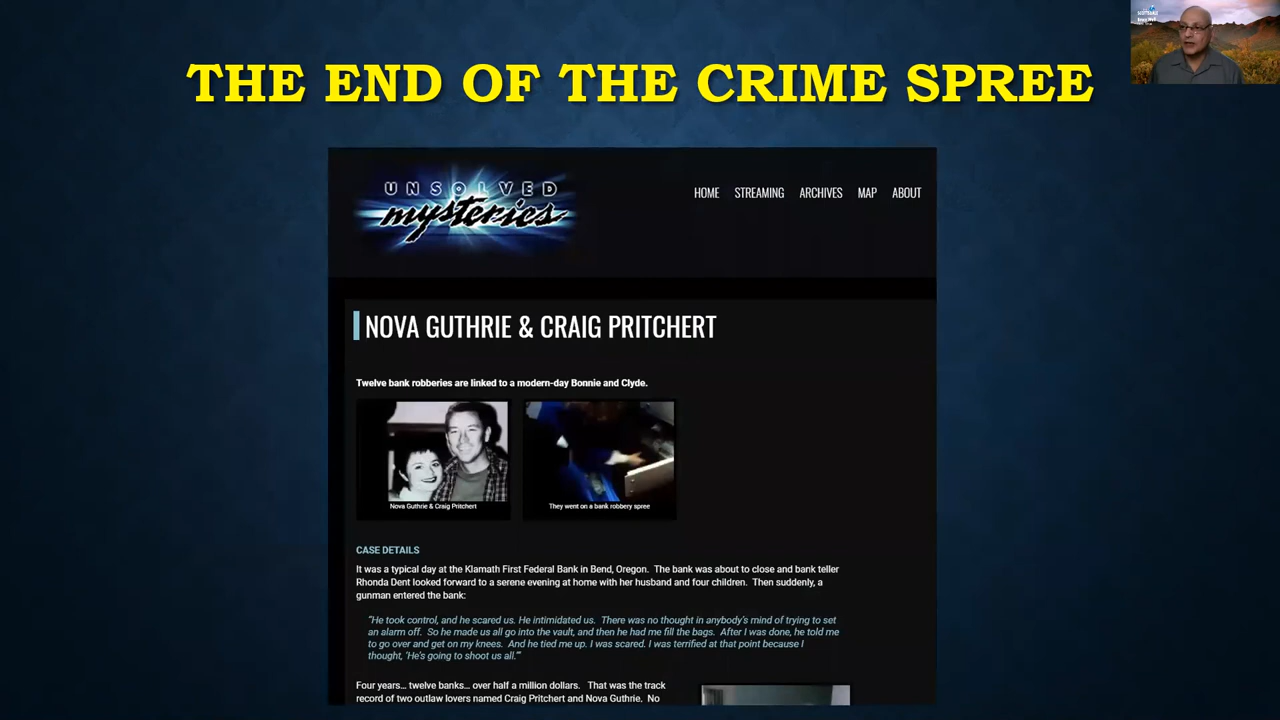 THE END OF THE CRIME SPREE
UNSOLVED
mysteries
HOME STREAMING ARCHIVES MAP ABOUT
NOVA GUTHRIE & CRAIG PRITCHERT
Twelve bank robberies are linked to a modern-day Bonnie and Clyde.
Nova Guthrie & Craig Pritchert They went on a bank robbery spree
CASE DETAILS
It was a typical day at the Klamath First Federal Bank in Bend, Oregon. The bank was about to close and bank teller
Rhonda Dent looked forward to a serene evening at home with her husband and four children. Then suddenly, a
gunman entered the bank:
“He took control, and he scared us. He intimidated us. There was no thought in anybody’s mind of trying to set
an alarm off. So he made us all go into the vault, and then he had me fill the bags. After I was done, he told me
to go over and get on my knees. And he tied me up. I was scared. I was terrified at that point because I
thought, ‘He’s going to shoot us all.’”
Four years… twelve banks… over half a million dollars. That was the track
record of two outlaw lovers named Craig Pritchert and Nova Guthrie. No